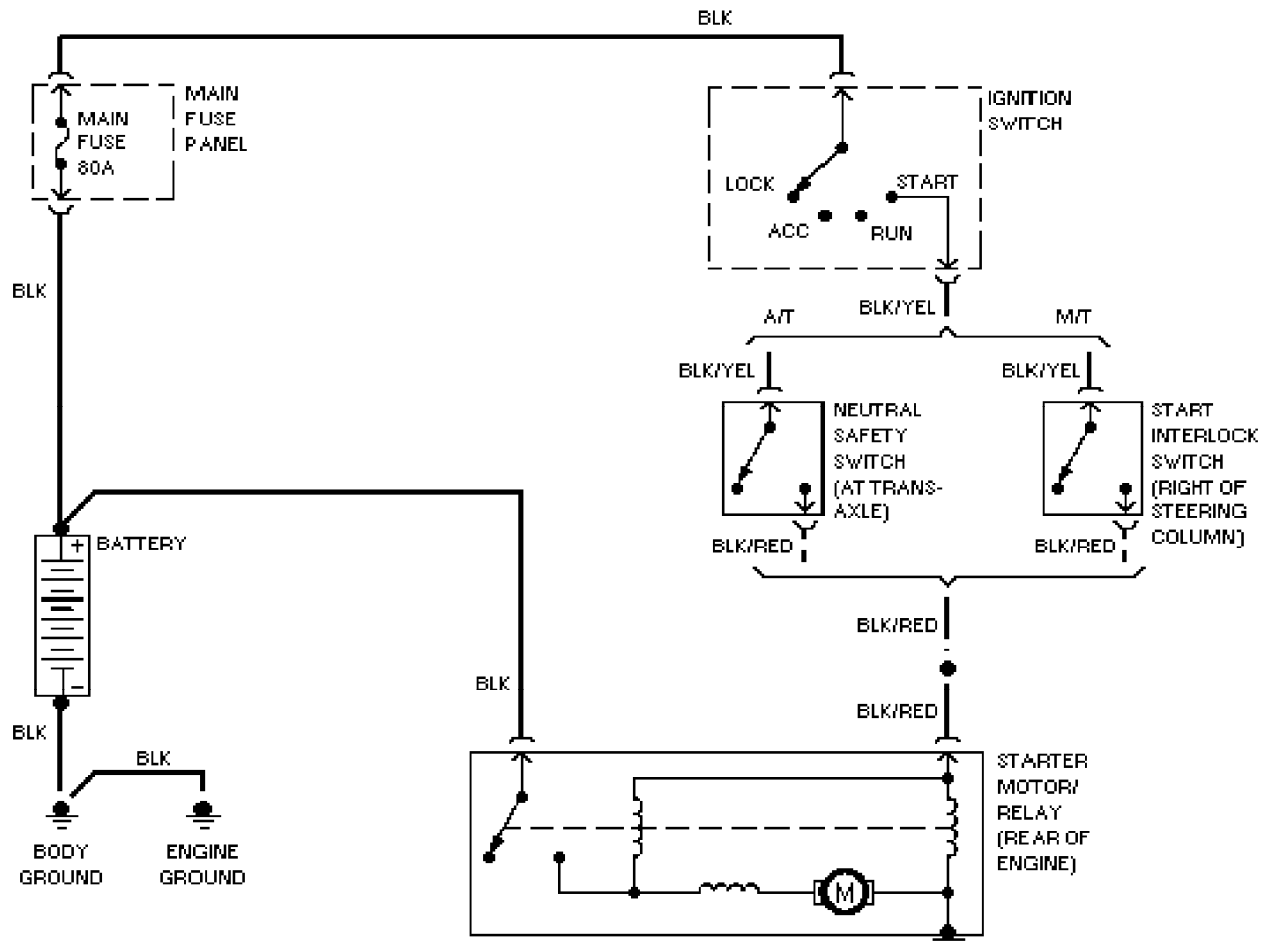 BLK
MAIN
FUSE
PANEL
MAIN
FUSE
80A
IGNITION
SWITCH
LOCK
START
ACC
RUN
BLK
BLK/YEL
A/T
M/T
BLK/YEL
BLK/YEL
NEUTRAL
SAFETY
SWITCH
(AT TRANS-
AXLE)
START
INTERLOCK
SWITCH
(RIGHT OF
STEERING
COLUMN)
BLK/RED
BLK/RED
+
BATTERY
−
BLK/RED
BLK
BLK/RED
BLK
BLK
BODY
GROUND
ENGINE
GROUND
STARTER
MOTOR/
RELAY
(REAR OF
ENGINE)
M